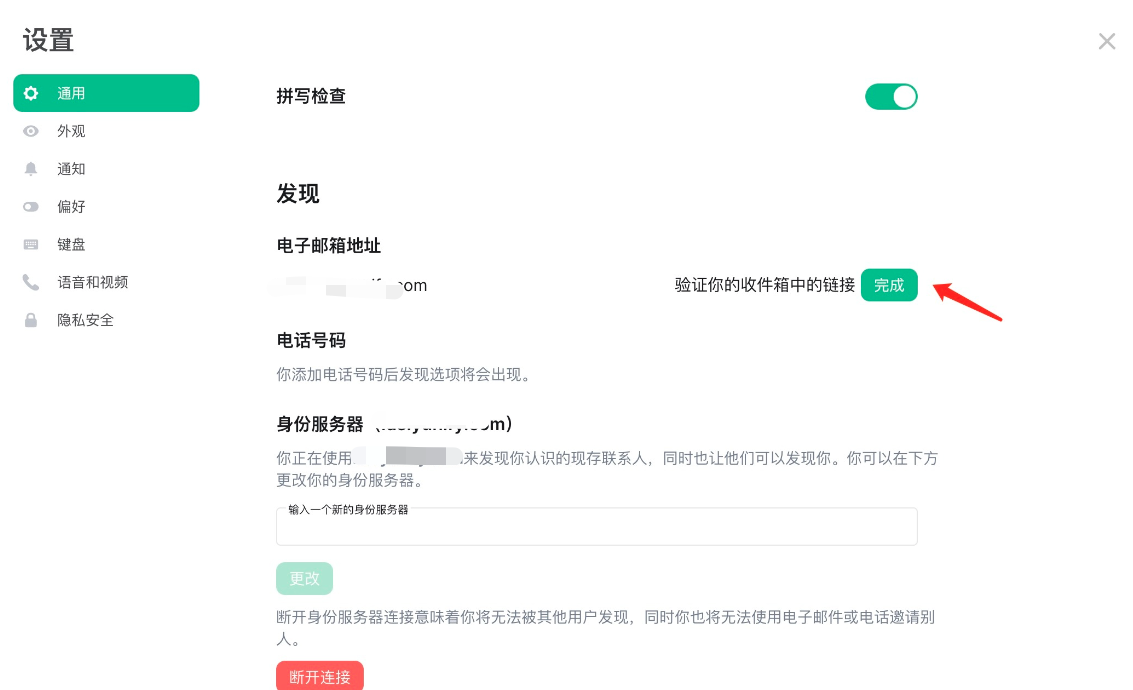 设置
通用
外观
通知
偏好
键盘
语音和视频
隐私安全
拼写检查
发现
电子邮箱地址
验证你的收件箱中的链接 完成
电话号码
你添加电话号码后发现选项将会出现。
身份服务器
你正在使用 来发现你认识的现存联系人，同时也让他们可以发现你。你可以在下方
更改你的身份服务器。
输入一个新的身份服务器
更改
断开身份服务器连接意味着你将无法被其他用户发现，同时你也将无法使用电子邮件或电话邀请别
人。
断开连接